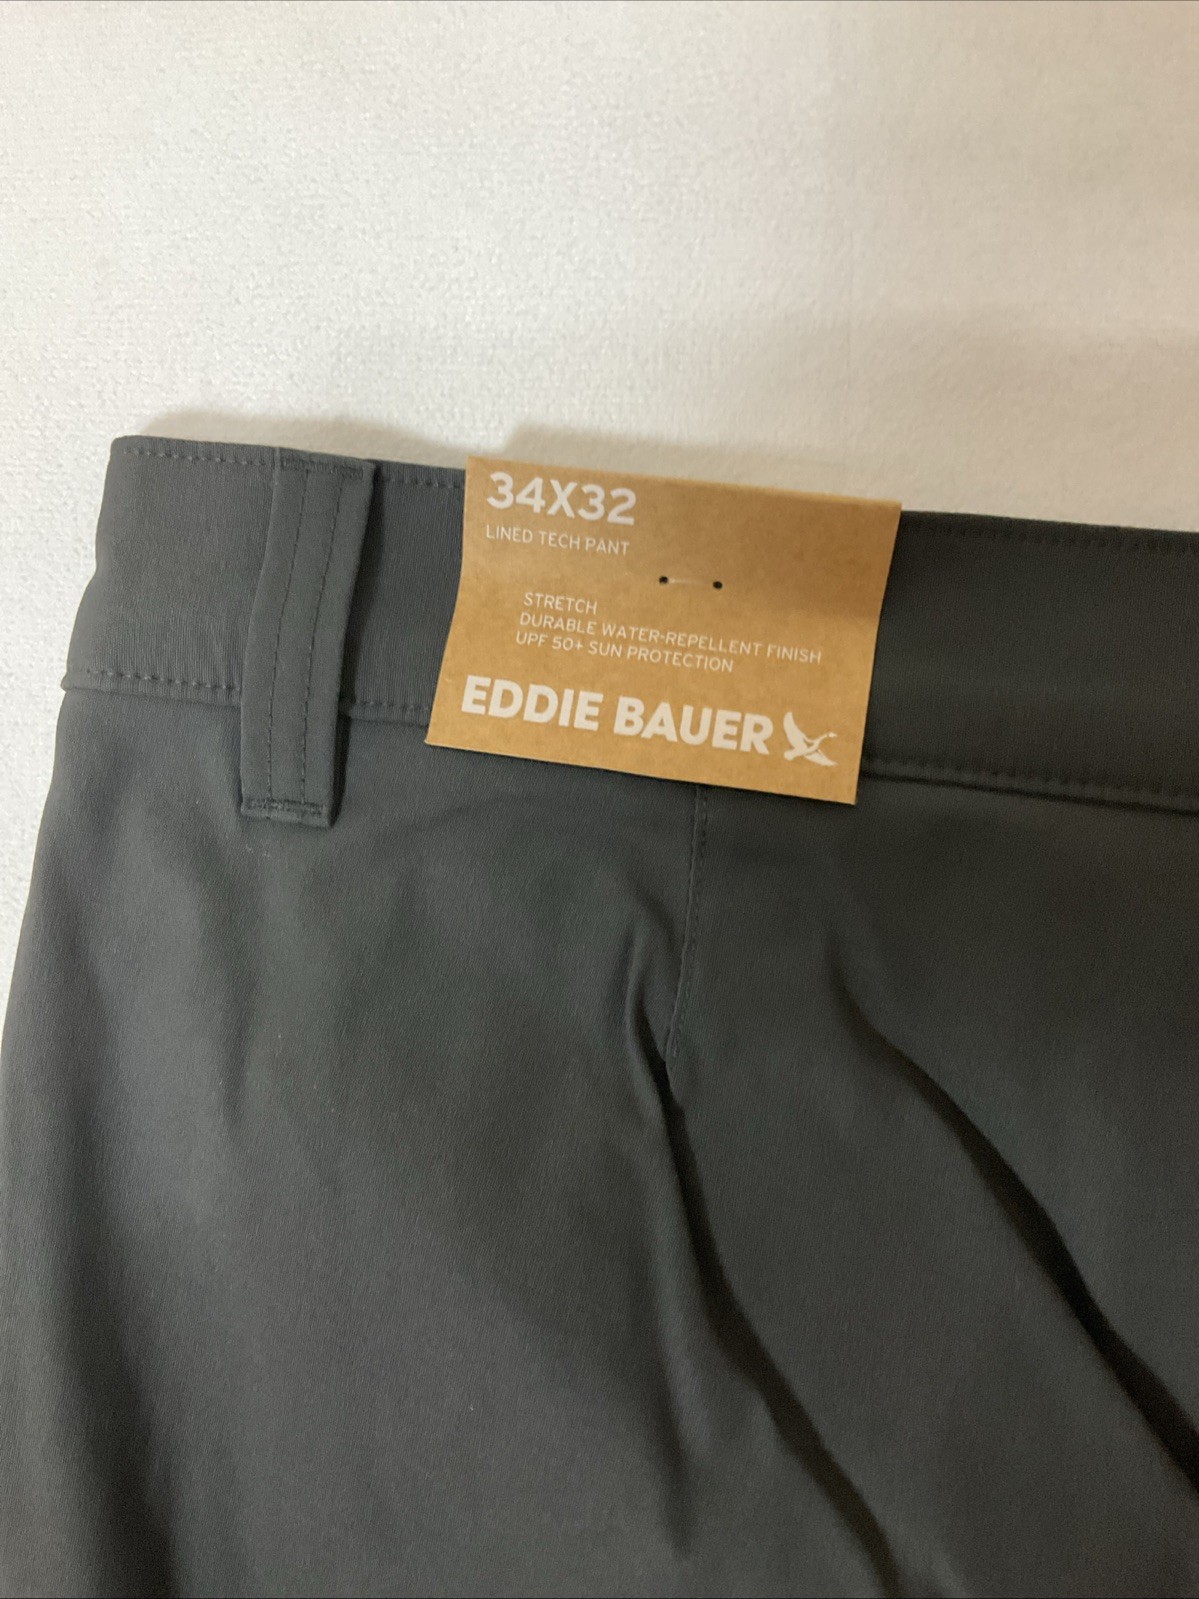 34X32
LINED TECH PANT
STRETCH
DURABLE WATER-REPELLENT FINISH
UPF 50+ SUN PROTECTION
EDDIE BAUER